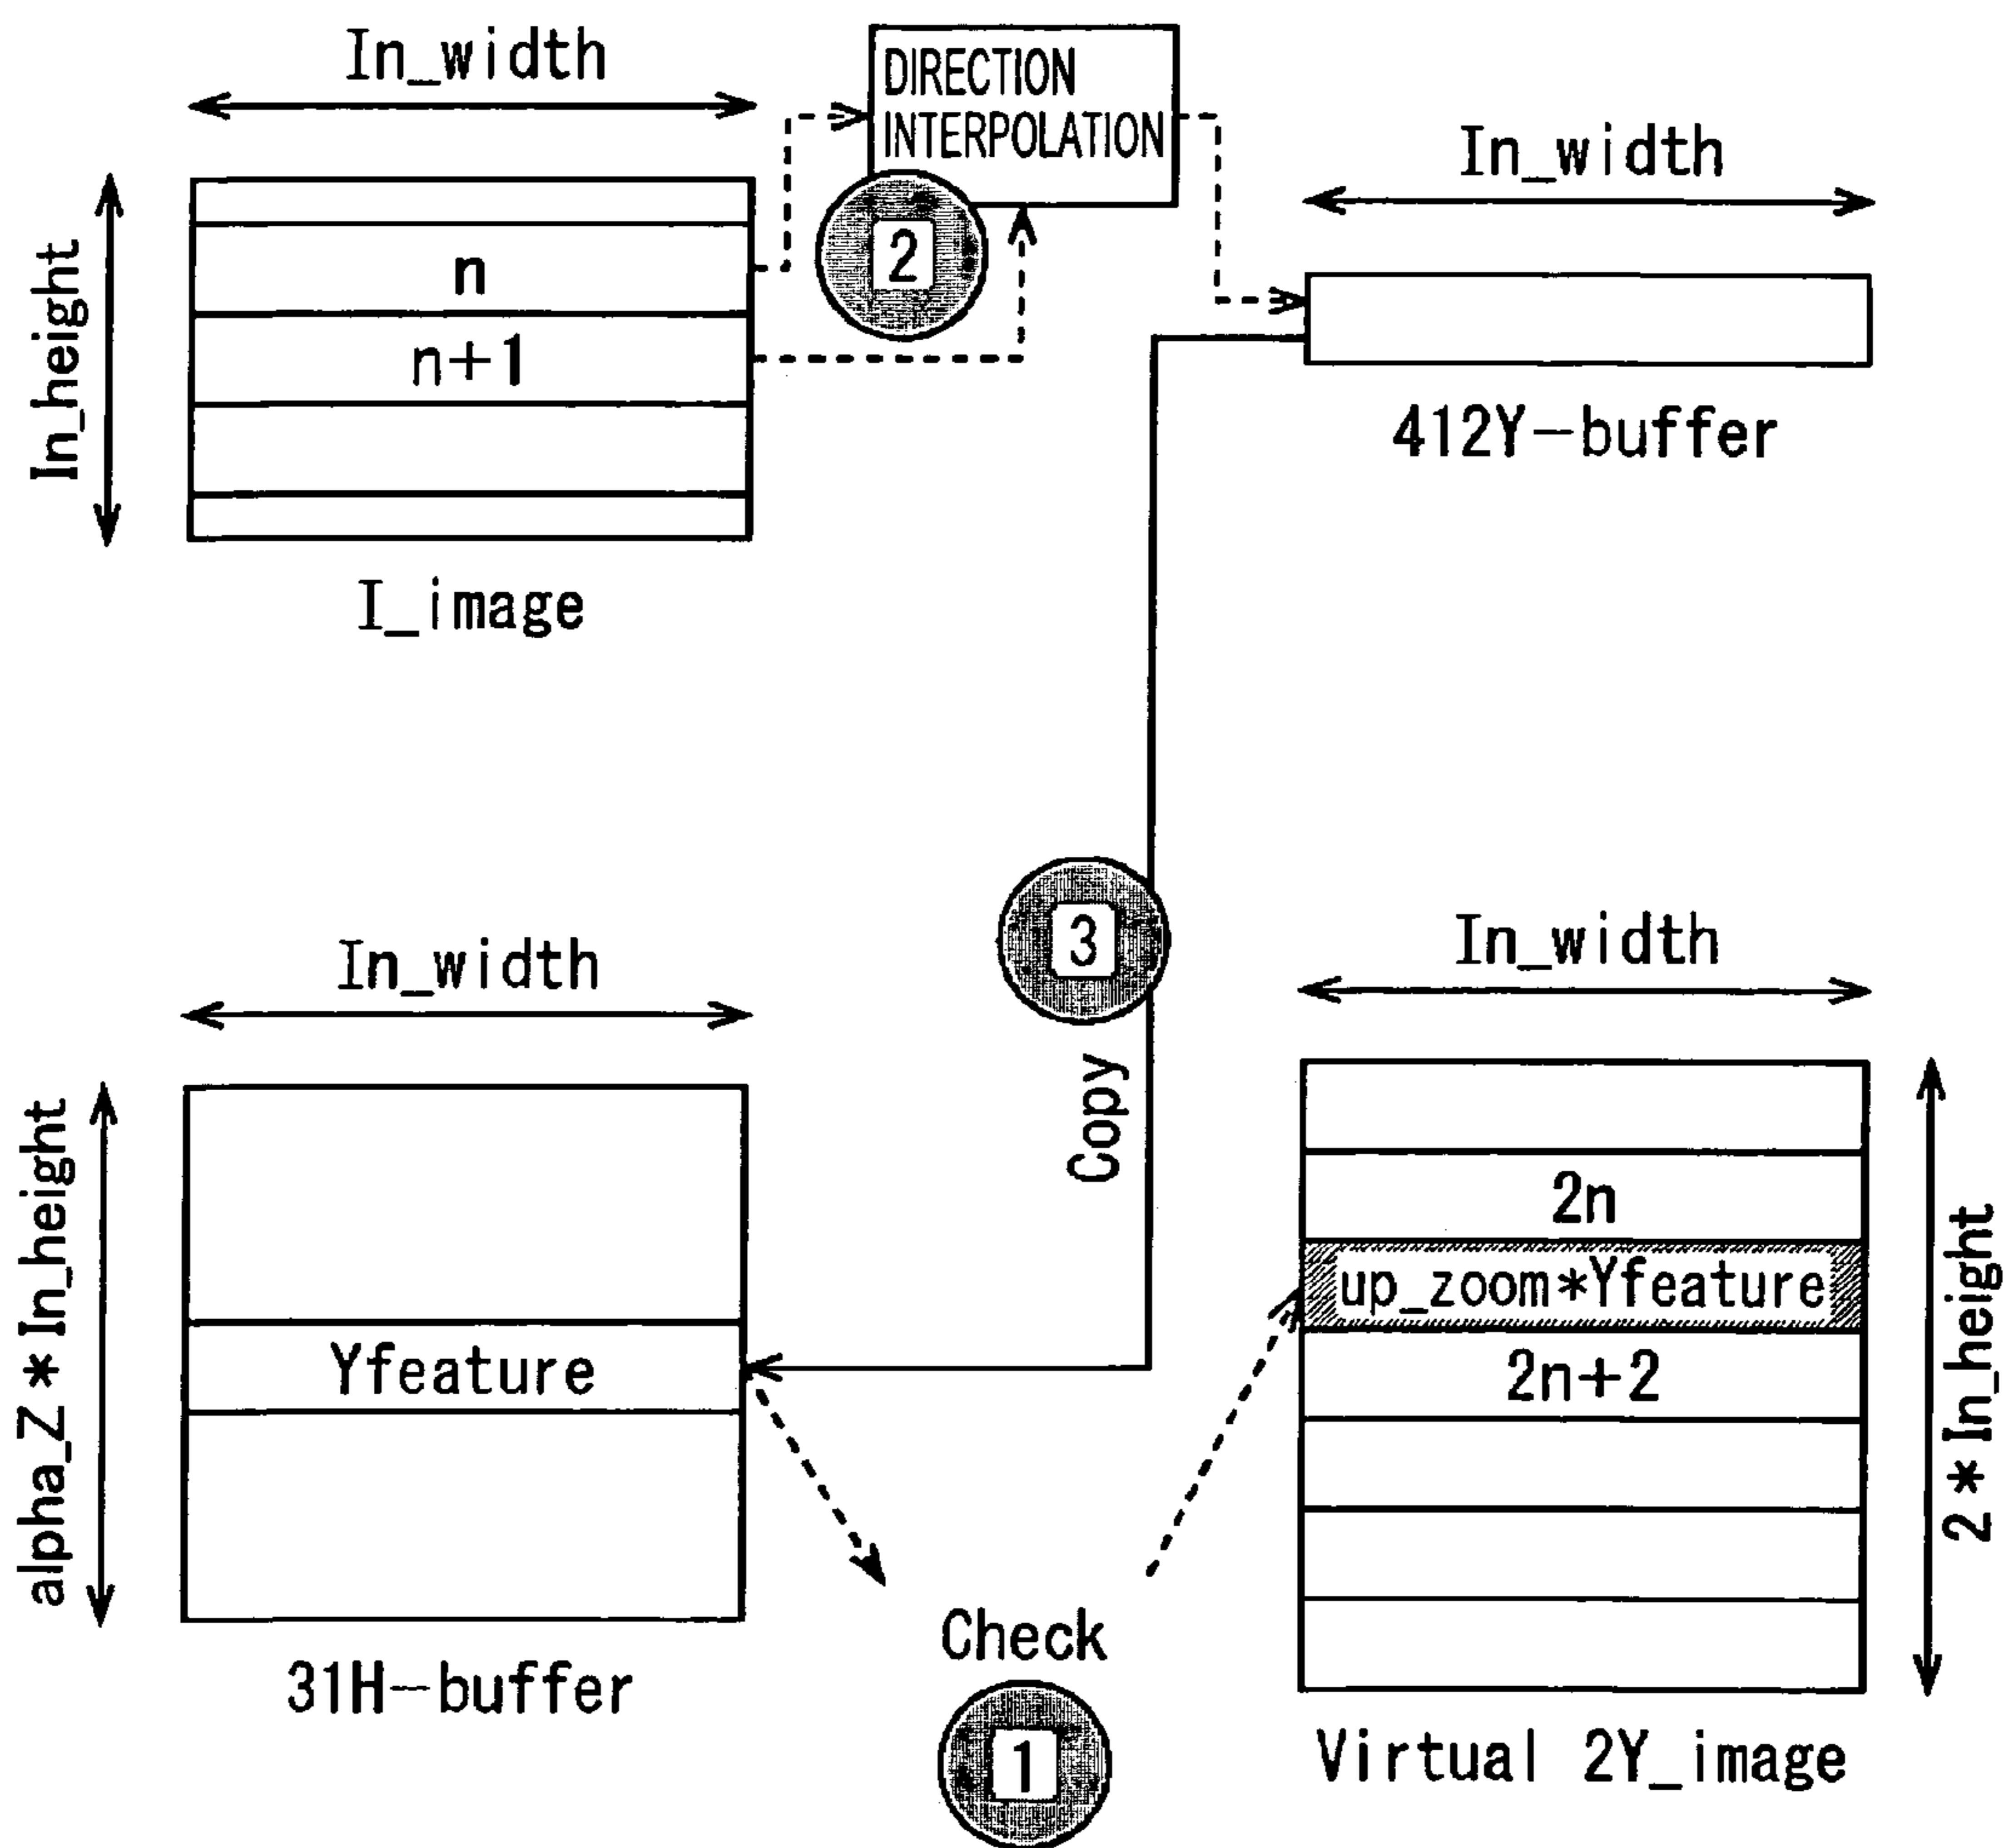 In_width
DIRECTION
INTERPOLATION
In_width
In_height
n
n+1
2
412Y-buffer
I_image
3
In_width
In_width
Copy
alpha_Z*In_height
Yfeature
2n
up_zoom*Yfeature
2n+2
2*In_height
Check
31H-buffer
1
Virtual 2Y_image